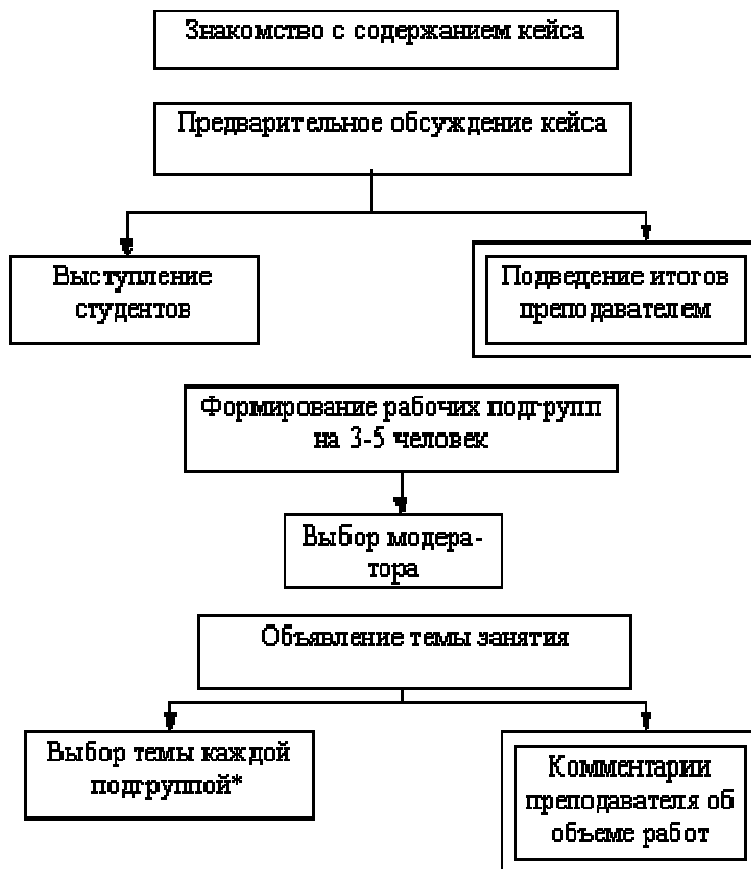 Знакомство с содержанием кейса
Предварительное обсуждение кейса
Выступление
студентов
Подведение итогов
преподавателем
Формирование рабочих подгрупп
на 3-5 человек
Выбор модера-
тора
Объявление темы занятия
Выбор темы каждой
подгруппой*
Комментарии
преподавателя об
объеме работ